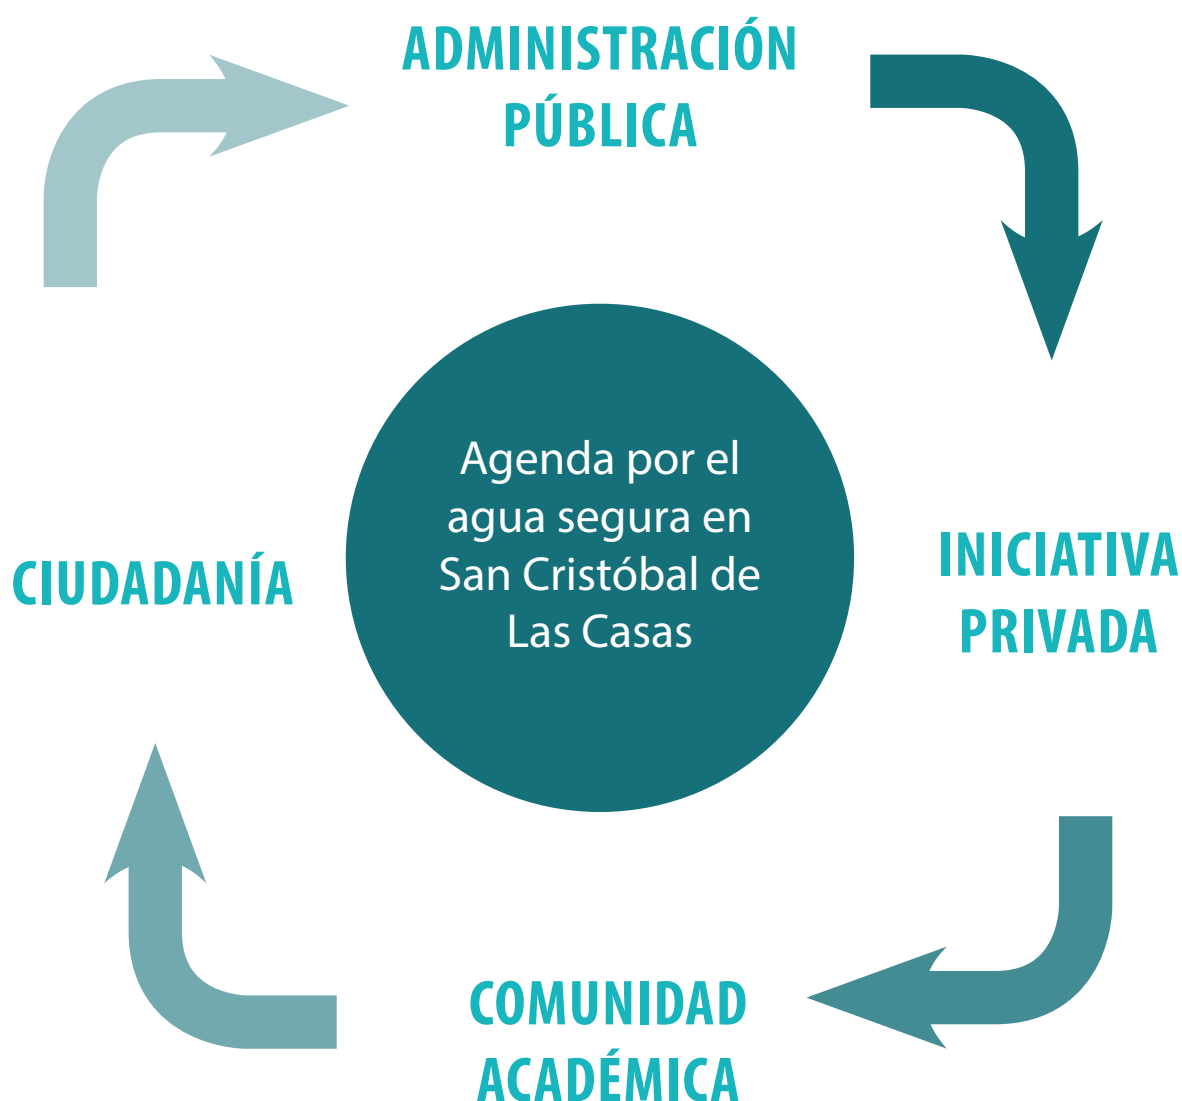 ADMINISTRACIÓN
PÚBLICA
Agenda por el
agua segura en
San Cristóbal de
Las Casas
INICIATIVA
PRIVADA
CIUDADANÍA
COMUNIDAD
ACADÉMICA